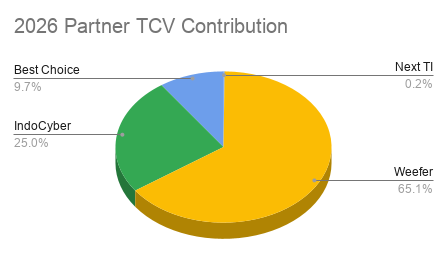 2026 Partner TCV Contribution
Best Choice
9.7%
Next TI
0.2%
IndoCyber
25.0%
Weefer
65.1%